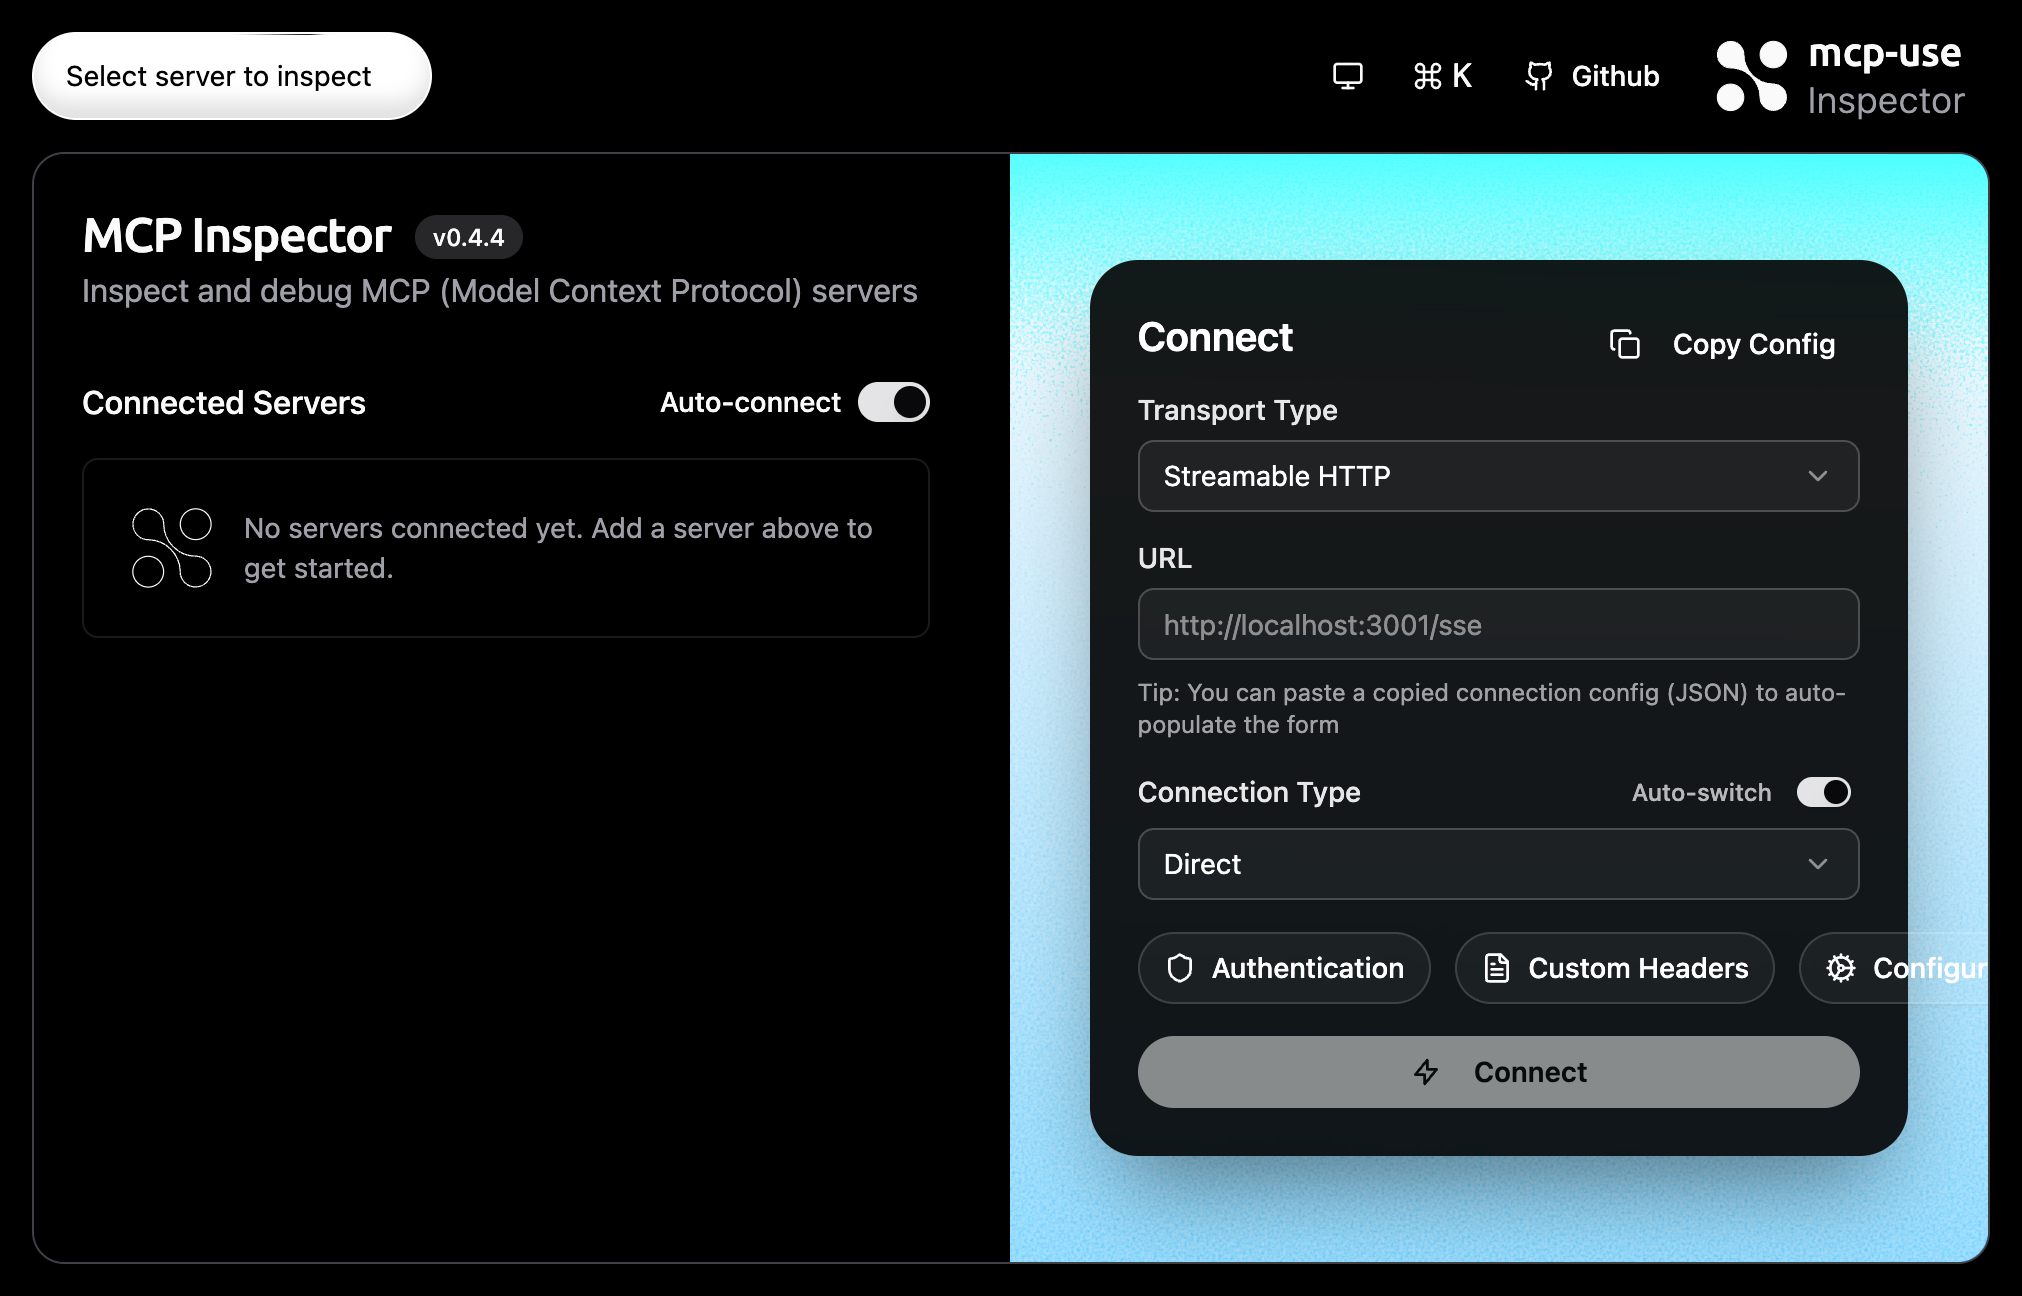 Select server to inspect
⌘ K
Github
mcp-use
Inspector
MCP Inspector
v0.4.4
Inspect and debug MCP (Model Context Protocol) servers
Connected Servers
Auto-connect
No servers connected yet. Add a server above to
get started.
Connect
Copy Config
Transport Type
Streamable HTTP
URL
http://localhost:3001/sse
Tip: You can paste a copied connection config (JSON) to auto-
populate the form
Connection Type
Auto-switch
Direct
Authentication
Custom Headers
Configur
Connect